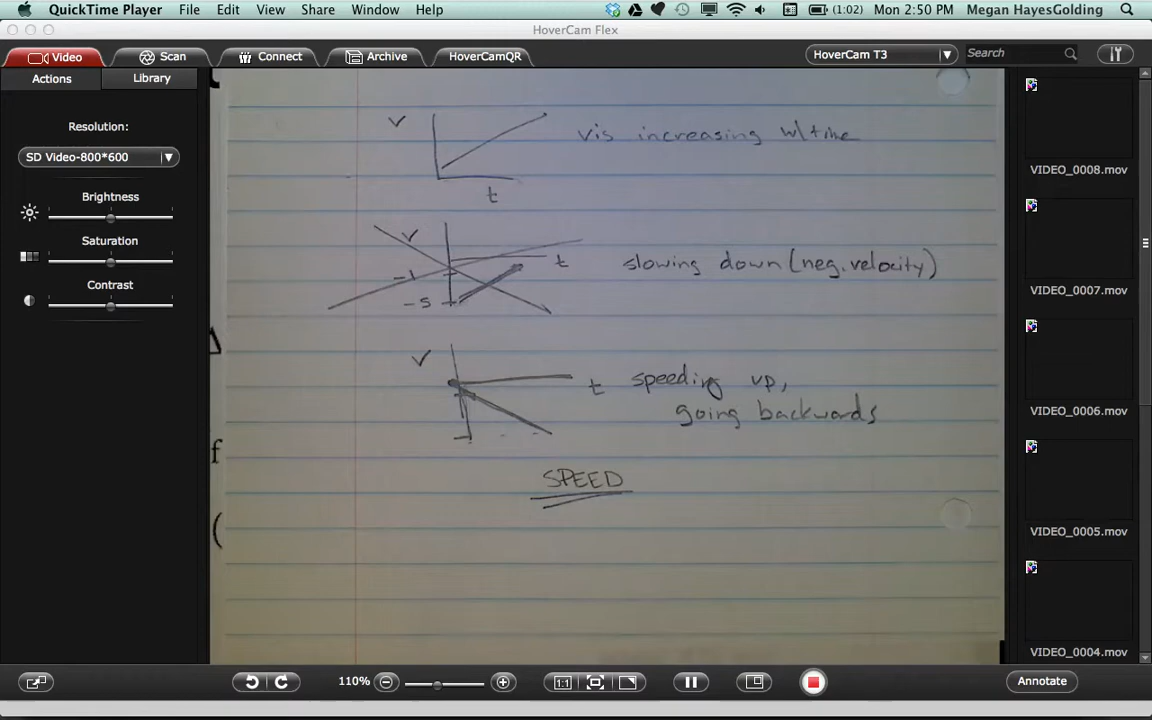 QuickTime Player File Edit View Share Window Help (1:02) Mon 2:50 PM Megan HayesGolding
HoverCam Flex
Video Scan Connect Archive HoverCamQR HoverCam T3 Search
Actions Library
Resolution:
SD Video-800*600
Brightness
Saturation
Contrast
v
v is increasing w/ time
t
v
t
slowing down (neg. velocity)
-1
-5
v
t
speeding up,
going backwards
SPEED
f
(
VIDEO_0008.mov
VIDEO_0007.mov
VIDEO_0006.mov
VIDEO_0005.mov
VIDEO_0004.mov
110% 1:1 Annotate